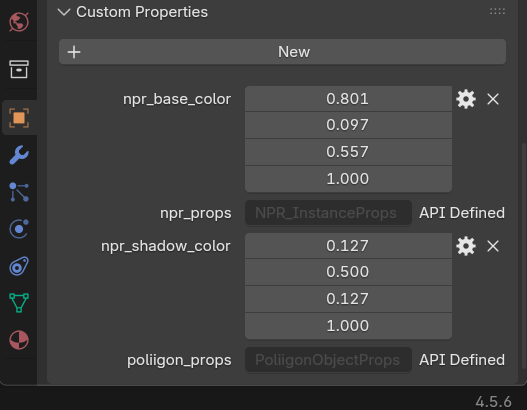 Custom Properties
New
npr_base_color 0.801
0.097
0.557
1.000
npr_props NPR_InstanceProps API Defined
npr_shadow_color 0.127
0.500
0.127
1.000
poliigon_props PoliigonObjectProps API Defined
4.5.6